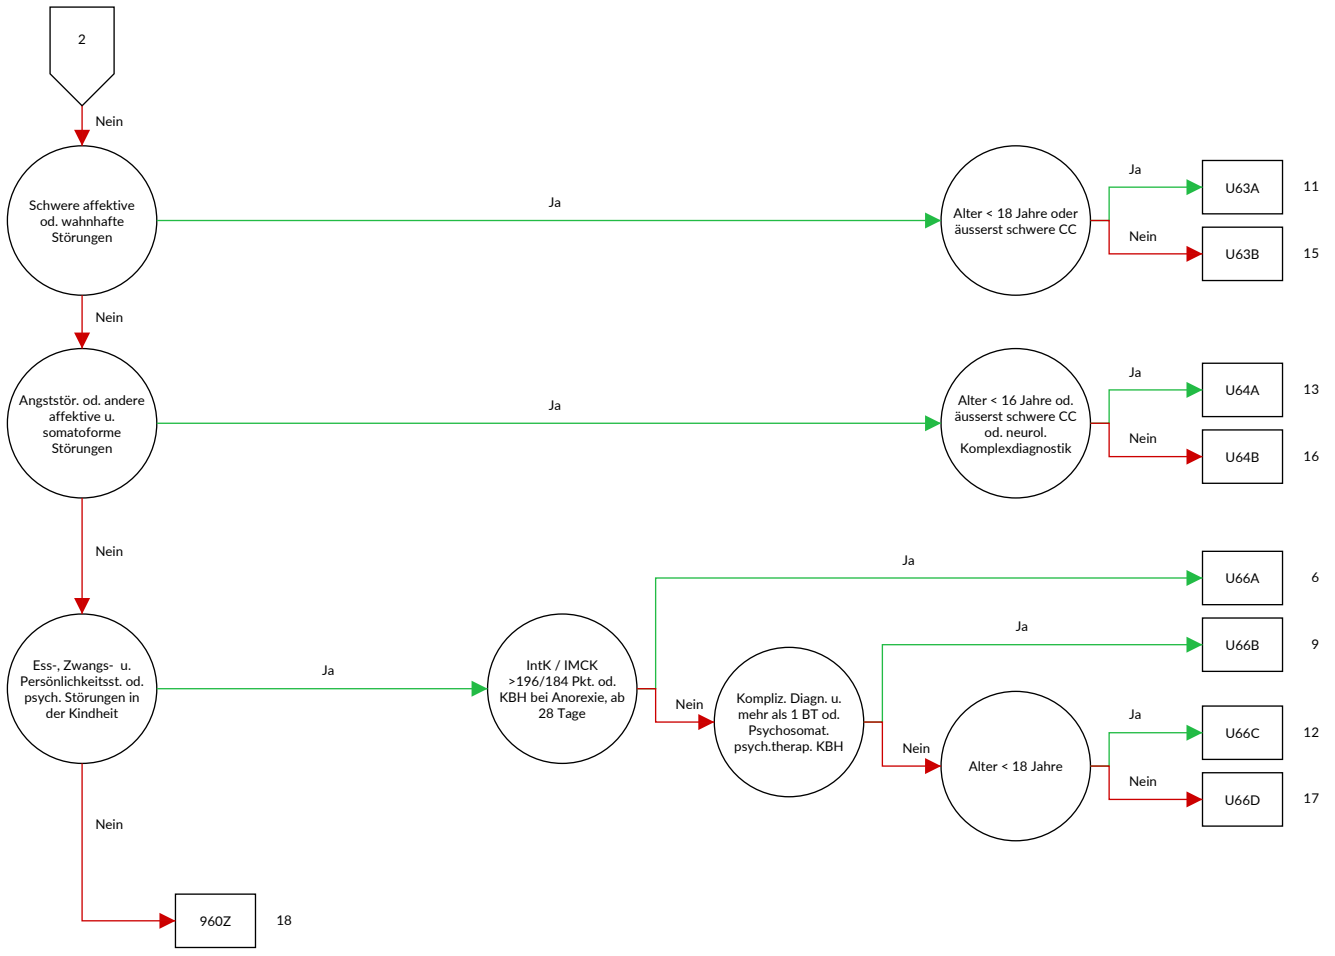 2
Nein
Schwere affektive
od. wahnhafte
Störungen
Ja
Alter < 18 Jahre oder
äusserst schwere CC
Ja
U63A
11
Nein
U63B
15
Nein
Angststör. od. andere
affektive u.
somatoforme
Störungen
Ja
Alter < 16 Jahre od.
äusserst schwere CC
od. neurol.
Komplexdiagnostik
Ja
U64A
13
Nein
U64B
16
Nein
Ess-, Zwangs- u.
Persönlichkeitsst. od.
psych. Störungen in
der Kindheit
Ja
IntK / IMCK
>196/184 Pkt. od.
KBH bei Anorexie, ab
28 Tage
Ja
U66A
6
Nein
Kompliz. Diagn. u.
mehr als 1 BT od.
Psychosomat.
psych.therap. KBH
Ja
U66B
9
Nein
Alter < 18 Jahre
Ja
U66C
12
Nein
U66D
17
Nein
960Z
18